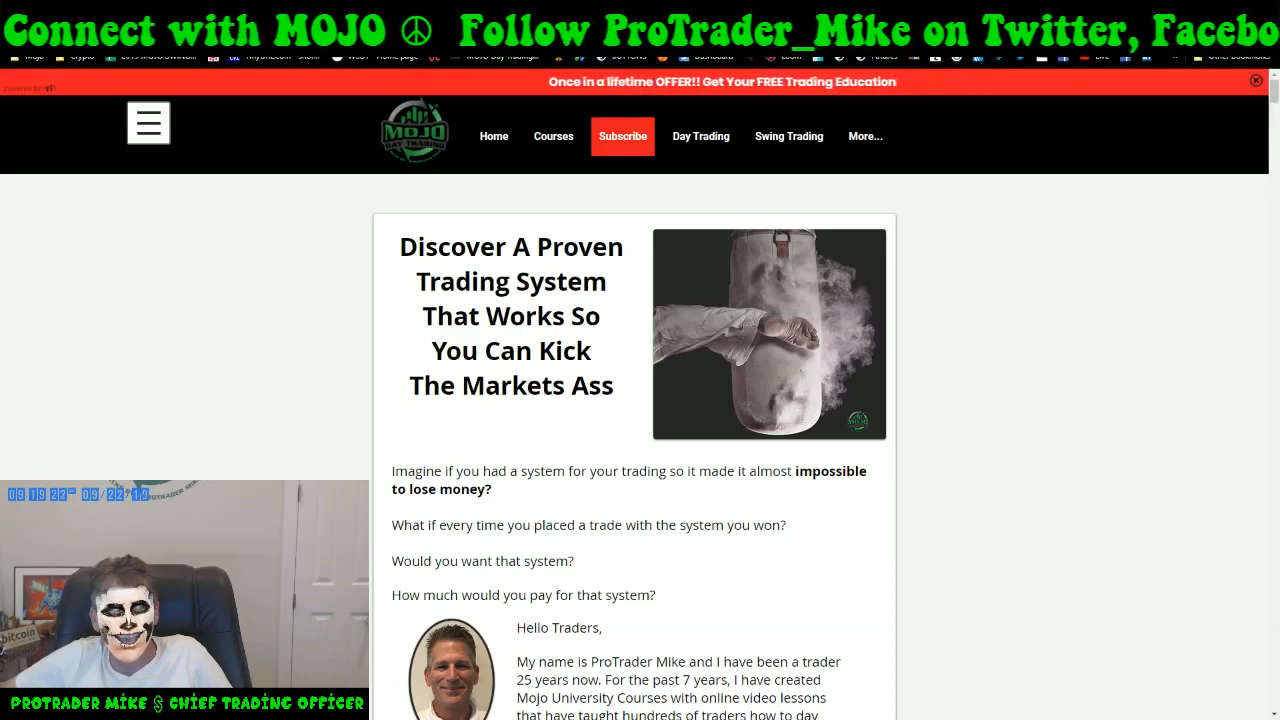 Connect with MOJO ☮ Follow ProTrader_Mike on Twitter, Facebo
Once in a lifetime OFFER!! Get Your FREE Trading Education
powered by
MOJO
DAY TRADING
Home
Courses
Subscribe
Day Trading
Swing Trading
More...
Discover A Proven
Trading System
That Works So
You Can Kick
The Markets Ass
Imagine if you had a system for your trading so it made it almost impossible
to lose money?
What if every time you placed a trade with the system you won?
Would you want that system?
How much would you pay for that system?
Hello Traders,
My name is ProTrader Mike and I have been a trader
25 years now. For the past 7 years, I have created
Mojo University Courses with online video lessons
that have taught hundreds of traders how to day
bitcoin
PROTRADER MIKE $ CHIEF TRADING OFFICER